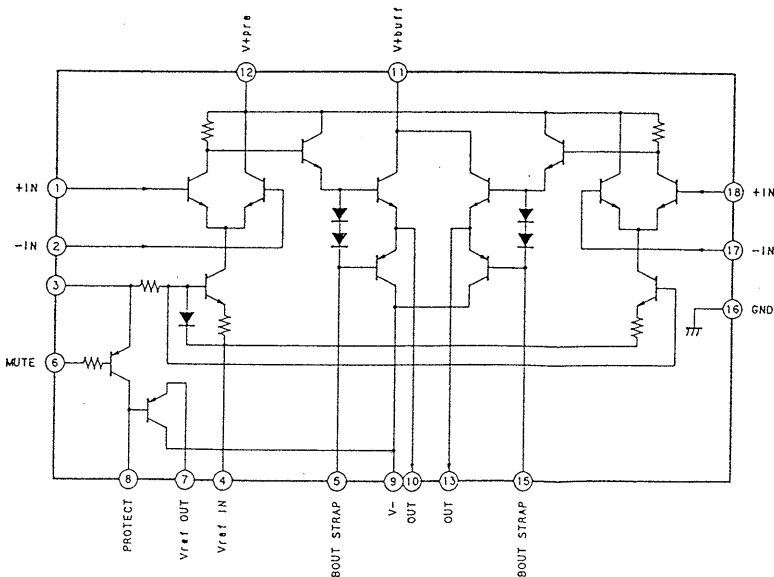 V+pre
V+buff
12
11
+IN
1
18
+IN
-IN
2
17
-IN
3
16
GND
MUTE
6
8
7
4
5
9
10
13
15
PROTECT
Vref OUT
Vref IN
BOUT STRAP
V-
OUT
OUT
BOUT STRAP